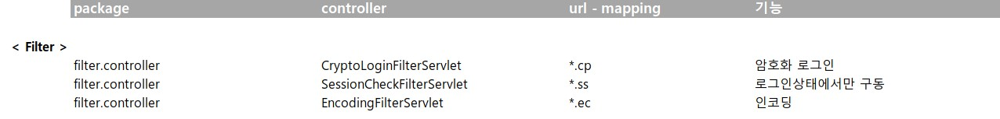 package controller url - mapping 기능
< Filter >
filter.controller CryptoLoginFilterServlet *.cp 암호화 로그인
filter.controller SessionCheckFilterServlet *.ss 로그인상태에서만 구동
filter.controller EncodingFilterServlet *.ec 인코딩